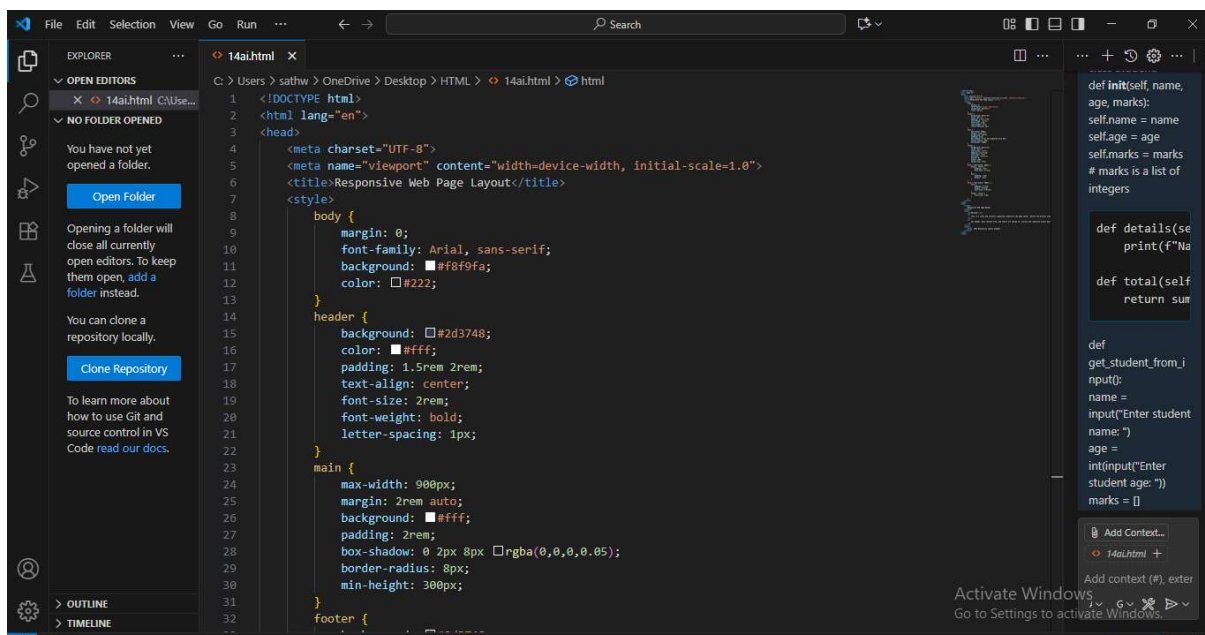 File Edit Selection View Go Run ··· ← → Search
EXPLORER ···
OPEN EDITORS
14ai.html C:\Use...
NO FOLDER OPENED
You have not yet
opened a folder.
Open Folder
Opening a folder will
close all currently
open editors. To keep
them open, add a
folder instead.
You can clone a
repository locally.
Clone Repository
To learn more about
how to use Git and
source control in VS
Code read our docs.
OUTLINE
TIMELINE
14ai.html
C: > Users > sathw > OneDrive > Desktop > HTML > 14ai.html > html
1 <!DOCTYPE html>
2 <html lang="en">
3 <head>
4 <meta charset="UTF-8">
5 <meta name="viewport" content="width=device-width, initial-scale=1.0">
6 <title>Responsive Web Page Layout</title>
7 <style>
8 body {
9 margin: 0;
10 font-family: Arial, sans-serif;
11 background: #f8f9fa;
12 color: #222;
13 }
14 header {
15 background: #2d3748;
16 color: #fff;
17 padding: 1.5rem 2rem;
18 text-align: center;
19 font-size: 2rem;
20 font-weight: bold;
21 letter-spacing: 1px;
22 }
23 main {
24 max-width: 900px;
25 margin: 2rem auto;
26 background: #fff;
27 padding: 2rem;
28 box-shadow: 0 2px 8px rgba(0,0,0,0.05);
29 border-radius: 8px;
30 min-height: 300px;
31 }
32 footer {
def init(self, name,
age, marks):
self.name = name
self.age = age
self.marks = marks
# marks is a list of
integers
def details(se
print(f"Na
def total(self
return sum
def
get_student_from_i
nput():
name =
input("Enter student
name: ")
age =
int(input("Enter
student age: "))
marks = []
Add Context...
14ai.html +
Add context (#), exter
Activate Windows
Go to Settings to activate Windows.